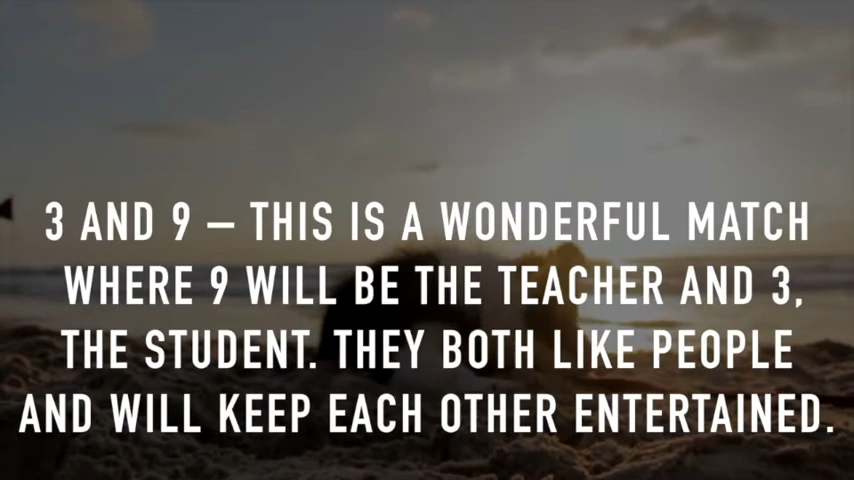 3 AND 9 – THIS IS A WONDERFUL MATCH
WHERE 9 WILL BE THE TEACHER AND 3,
THE STUDENT. THEY BOTH LIKE PEOPLE
AND WILL KEEP EACH OTHER ENTERTAINED.